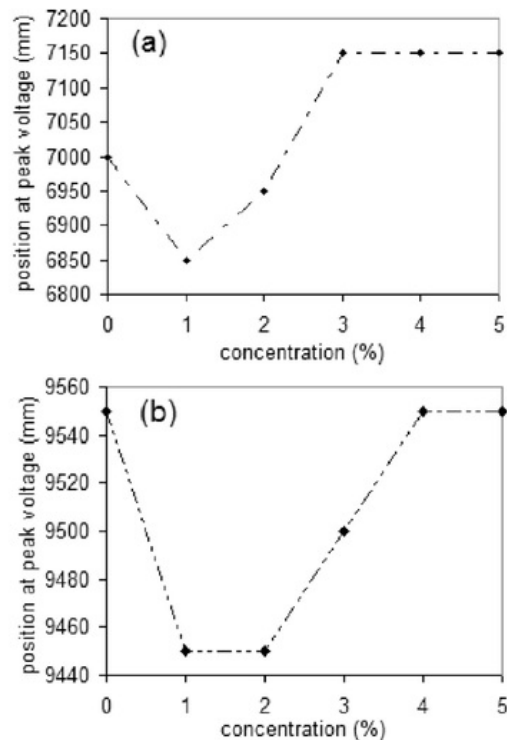 (a)
position at peak voltage (mm)
7200
7150
7100
7050
7000
6950
6900
6850
6800
0 1 2 3 4 5
concentration (%)
(b)
position at peak voltage (mm)
9560
9540
9520
9500
9480
9460
9440
0 1 2 3 4 5
concentration (%)